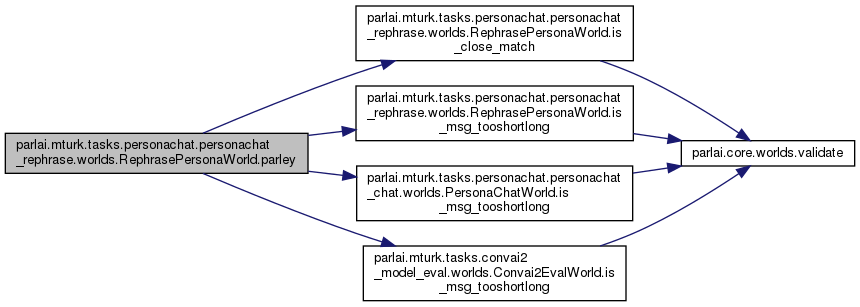 parlai.mturk.tasks.personachat.personachat
_rephrase.worlds.RephrasePersonaWorld.parley
parlai.mturk.tasks.personachat.personachat
_rephrase.worlds.RephrasePersonaWorld.is
_close_match
parlai.mturk.tasks.personachat.personachat
_rephrase.worlds.RephrasePersonaWorld.is
_msg_tooshortlong
parlai.mturk.tasks.personachat.personachat
_chat.worlds.PersonaChatWorld.is
_msg_tooshortlong
parlai.mturk.tasks.convai2
_model_eval.worlds.Convai2EvalWorld.is
_msg_tooshortlong
parlai.core.worlds.validate